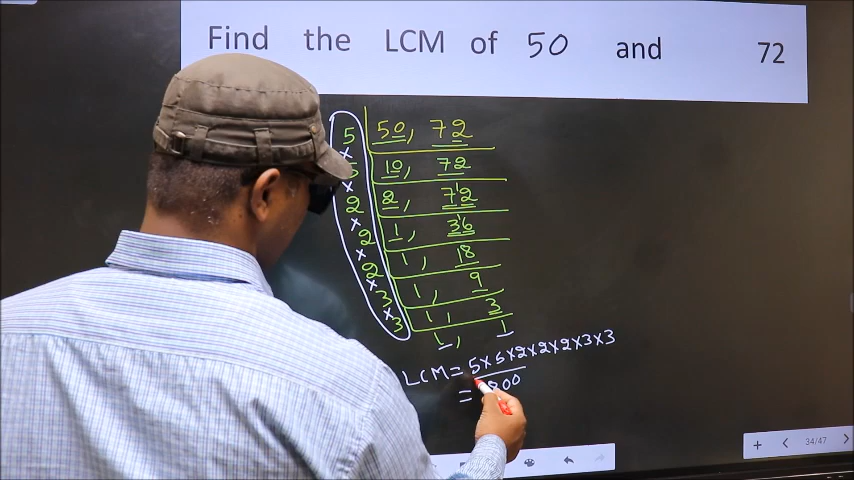 Find the LCM of 50 and 72
5 50, 72
5 10, 72
2 2, 72
2 1, 36
2 1, 18
3 1, 9
3 1, 3
1, 1
LCM = 5×5×2×2×2×3×3
= 800
34/47